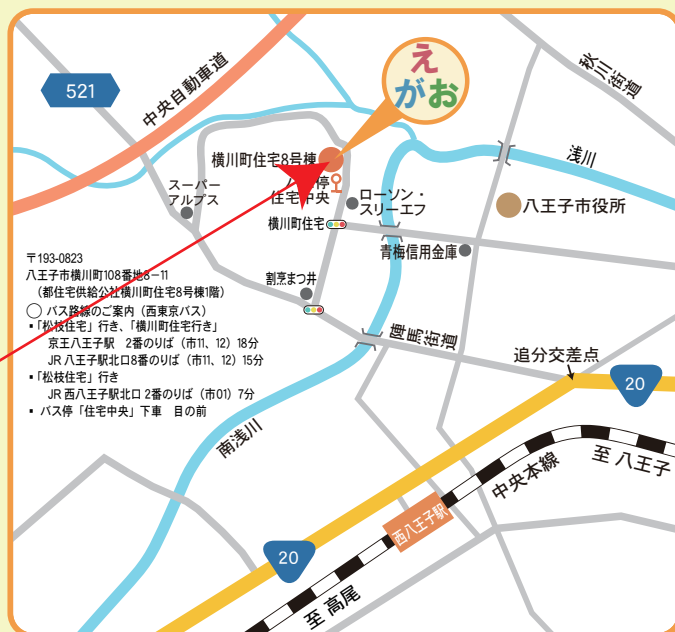 え
がお
521
中央自動車道
秋川街道
浅川
横川町住宅8号棟
停
住宅中央
スーパー
アルプス
ローソン・
スリーエフ
八王子市役所
横川町住宅
青梅信用金庫
〒193-0823
八王子市横川町108番地8−11
（都住宅供給公社横川町住宅8号棟1階）
○ バス路線のご案内（西東京バス）
▪「松枝住宅」行き、「横川町住宅行き」
京王八王子駅 2番のりば（市11、12）18分
JR 八王子駅北口8番のりば（市11、12）15分
▪「松枝住宅」行き
JR 西八王子駅北口 2番のりば（市01）7分
▪ バス停「住宅中央」下車 目の前
割烹まつ井
陣馬街道
追分交差点
20
南浅川
中央本線
至 八王子
西八王子駅
20
至 高尾